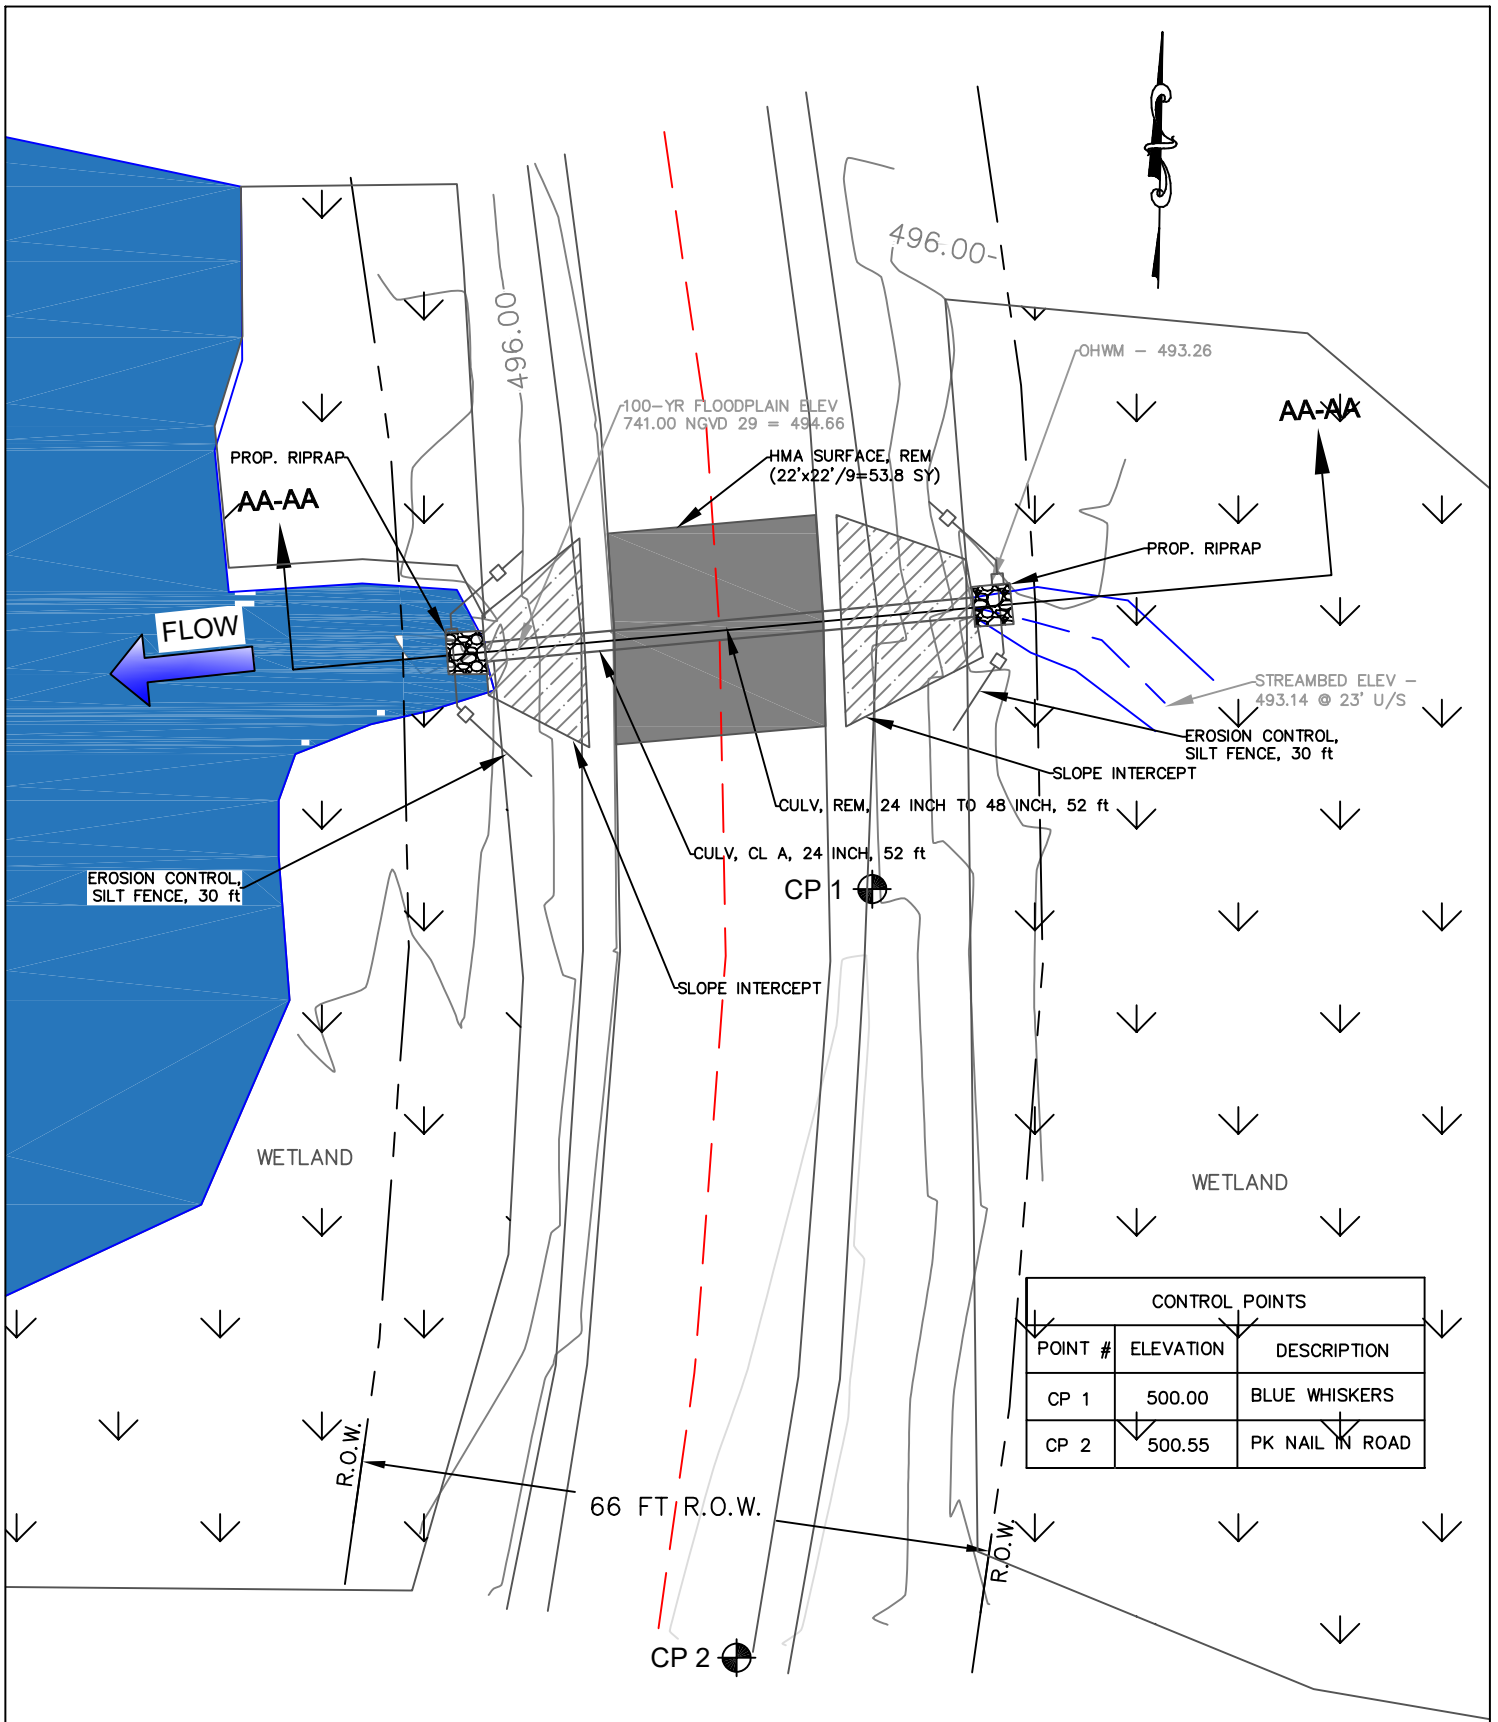 496.00-
496.00-
OHWM - 493.26
100-YR FLOODPLAIN ELEV
741.00 NGVD 29 = 494.66
AA-AA
PROP. RIPRAP
HMA SURFACE, REM
(22'x22'/9=53.8 SY)
AA-AA
PROP. RIPRAP
FLOW
STREAMBED ELEV -
493.14 @ 23' U/S
EROSION CONTROL,
SILT FENCE, 30 ft
SLOPE INTERCEPT
CULV, REM, 24 INCH TO 48 INCH, 52 ft
CULV, CL A, 24 INCH, 52 ft
EROSION CONTROL,
SILT FENCE, 30 ft
CP 1
SLOPE INTERCEPT
WETLAND
WETLAND
CONTROL POINTS
POINT # ELEVATION DESCRIPTION
CP 1 500.00 BLUE WHISKERS
CP 2 500.55 PK NAIL IN ROAD
R.O.W.
66 FT R.O.W.
R.O.W.
CP 2